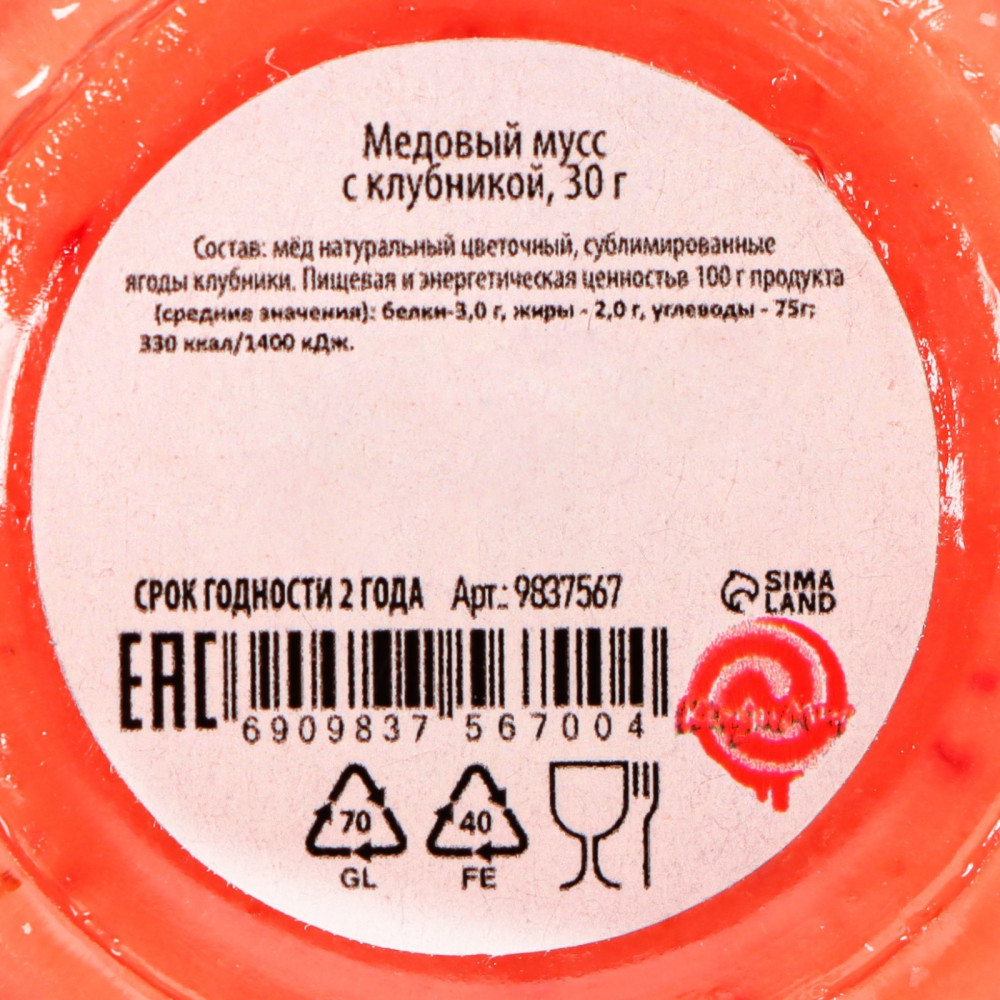 Медовый мусс
с клубникой, 30 г
Состав: мёд натуральный цветочный, сублимированные
ягоды клубники. Пищевая и энергетическая ценностьв 100 г продукта
(средние значения): белки-3,0 г, жиры - 2,0 г, углеводы - 75г;
330 ккал/1400 кДж.
СРОК ГОДНОСТИ 2 ГОДА Арт.: 9837567
SIMA
LAND
EAC
6909837 567004
70
GL
40
FE